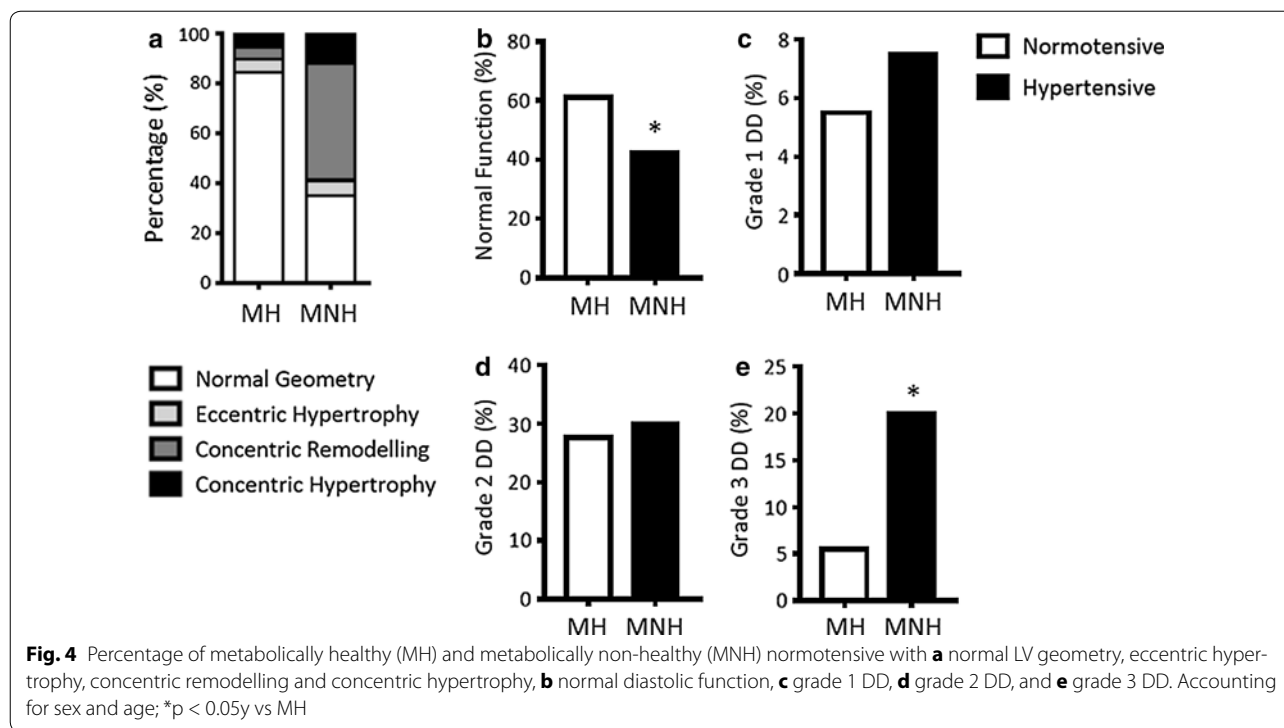 a
Percentage (%)
100
80
60
40
20
0
MH MNH
Normal Geometry
Eccentric Hypertrophy
Concentric Remodelling
Concentric Hypertrophy
b
Normal Function (%)
80
60
40
20
0
*
MH MNH
c
Grade 1 DD (%)
8
6
4
2
0
MH MNH
Normotensive
Hypertensive
d
Grade 2 DD (%)
40
30
20
10
0
MH MNH
e
Grade 3 DD (%)
25
20
15
10
5
0
*
MH MNH
Fig. 4 Percentage of metabolically healthy (MH) and metabolically non-healthy (MNH) normotensive with a normal LV geometry, eccentric hyper-
trophy, concentric remodelling and concentric hypertrophy, b normal diastolic function, c grade 1 DD, d grade 2 DD, and e grade 3 DD. Accounting
for sex and age; *p < 0.05y vs MH